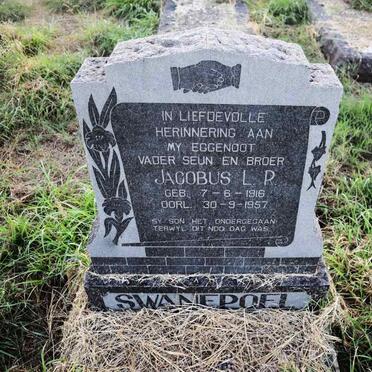 IN LIEFDEVOLLE
HERINNERING AAN
MY EGGENOOT
VADER SEUN EN BROER
JACOBUS L. P.
GEB. 7-6-1916
OORL. 30-9-1957
SY SON HET ONDERGEGAAN
TERWYL DIT NOG DAG WAS
SWANEPOEL